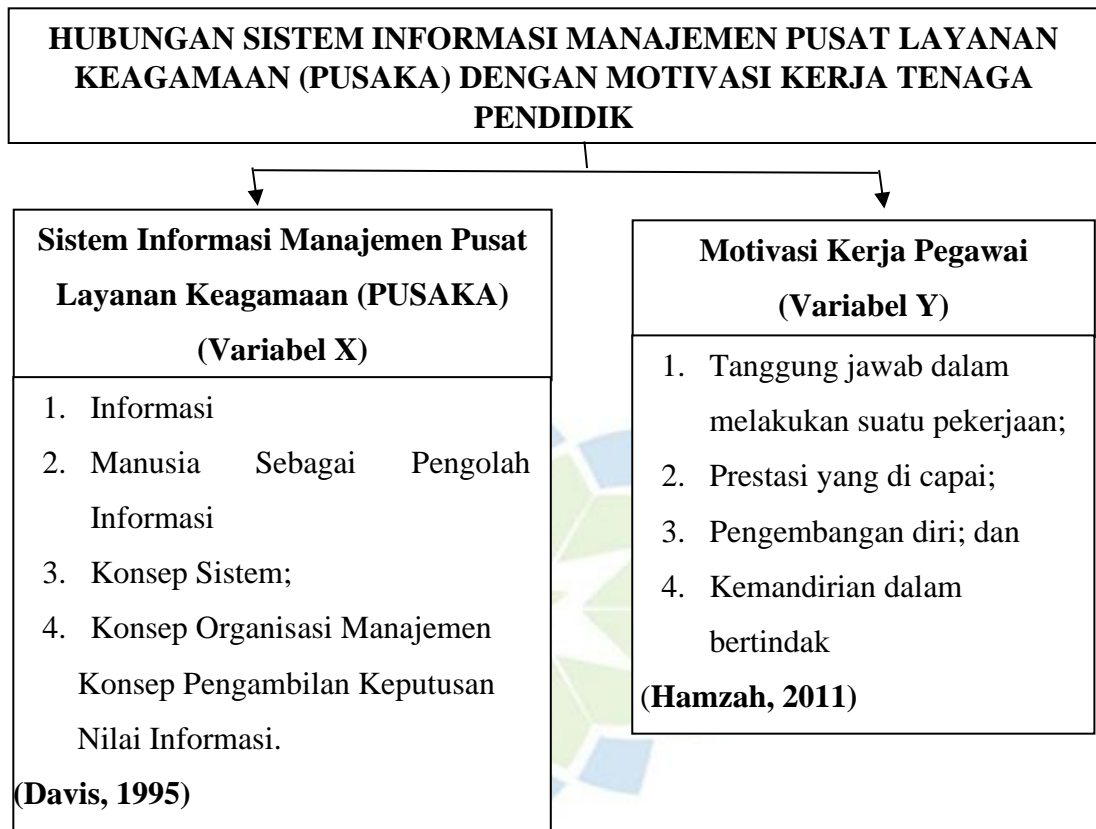 HUBUNGAN SISTEM INFORMASI MANAJEMEN PUSAT LAYANAN
KEAGAMAAN (PUSAKA) DENGAN MOTIVASI KERJA TENAGA
PENDIDIK
Sistem Informasi Manajemen Pusat
Layanan Keagamaan (PUSAKA)
(Variabel X)
1. Informasi
2. Manusia Sebagai Pengolah
Informasi
3. Konsep Sistem;
4. Konsep Organisasi Manajemen
Konsep Pengambilan Keputusan
Nilai Informasi.
(Davis, 1995)
Motivasi Kerja Pegawai
(Variabel Y)
1. Tanggung jawab dalam
melakukan suatu pekerjaan;
2. Prestasi yang di capai;
3. Pengembangan diri; dan
4. Kemandirian dalam
bertindak
(Hamzah, 2011)